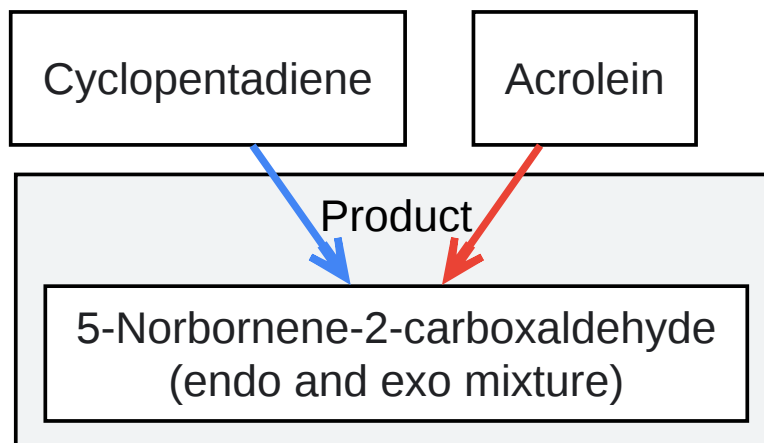 Cyclopentadiene
Acrolein
Product
5-Norbornene-2-carboxaldehyde
(endo and exo mixture)